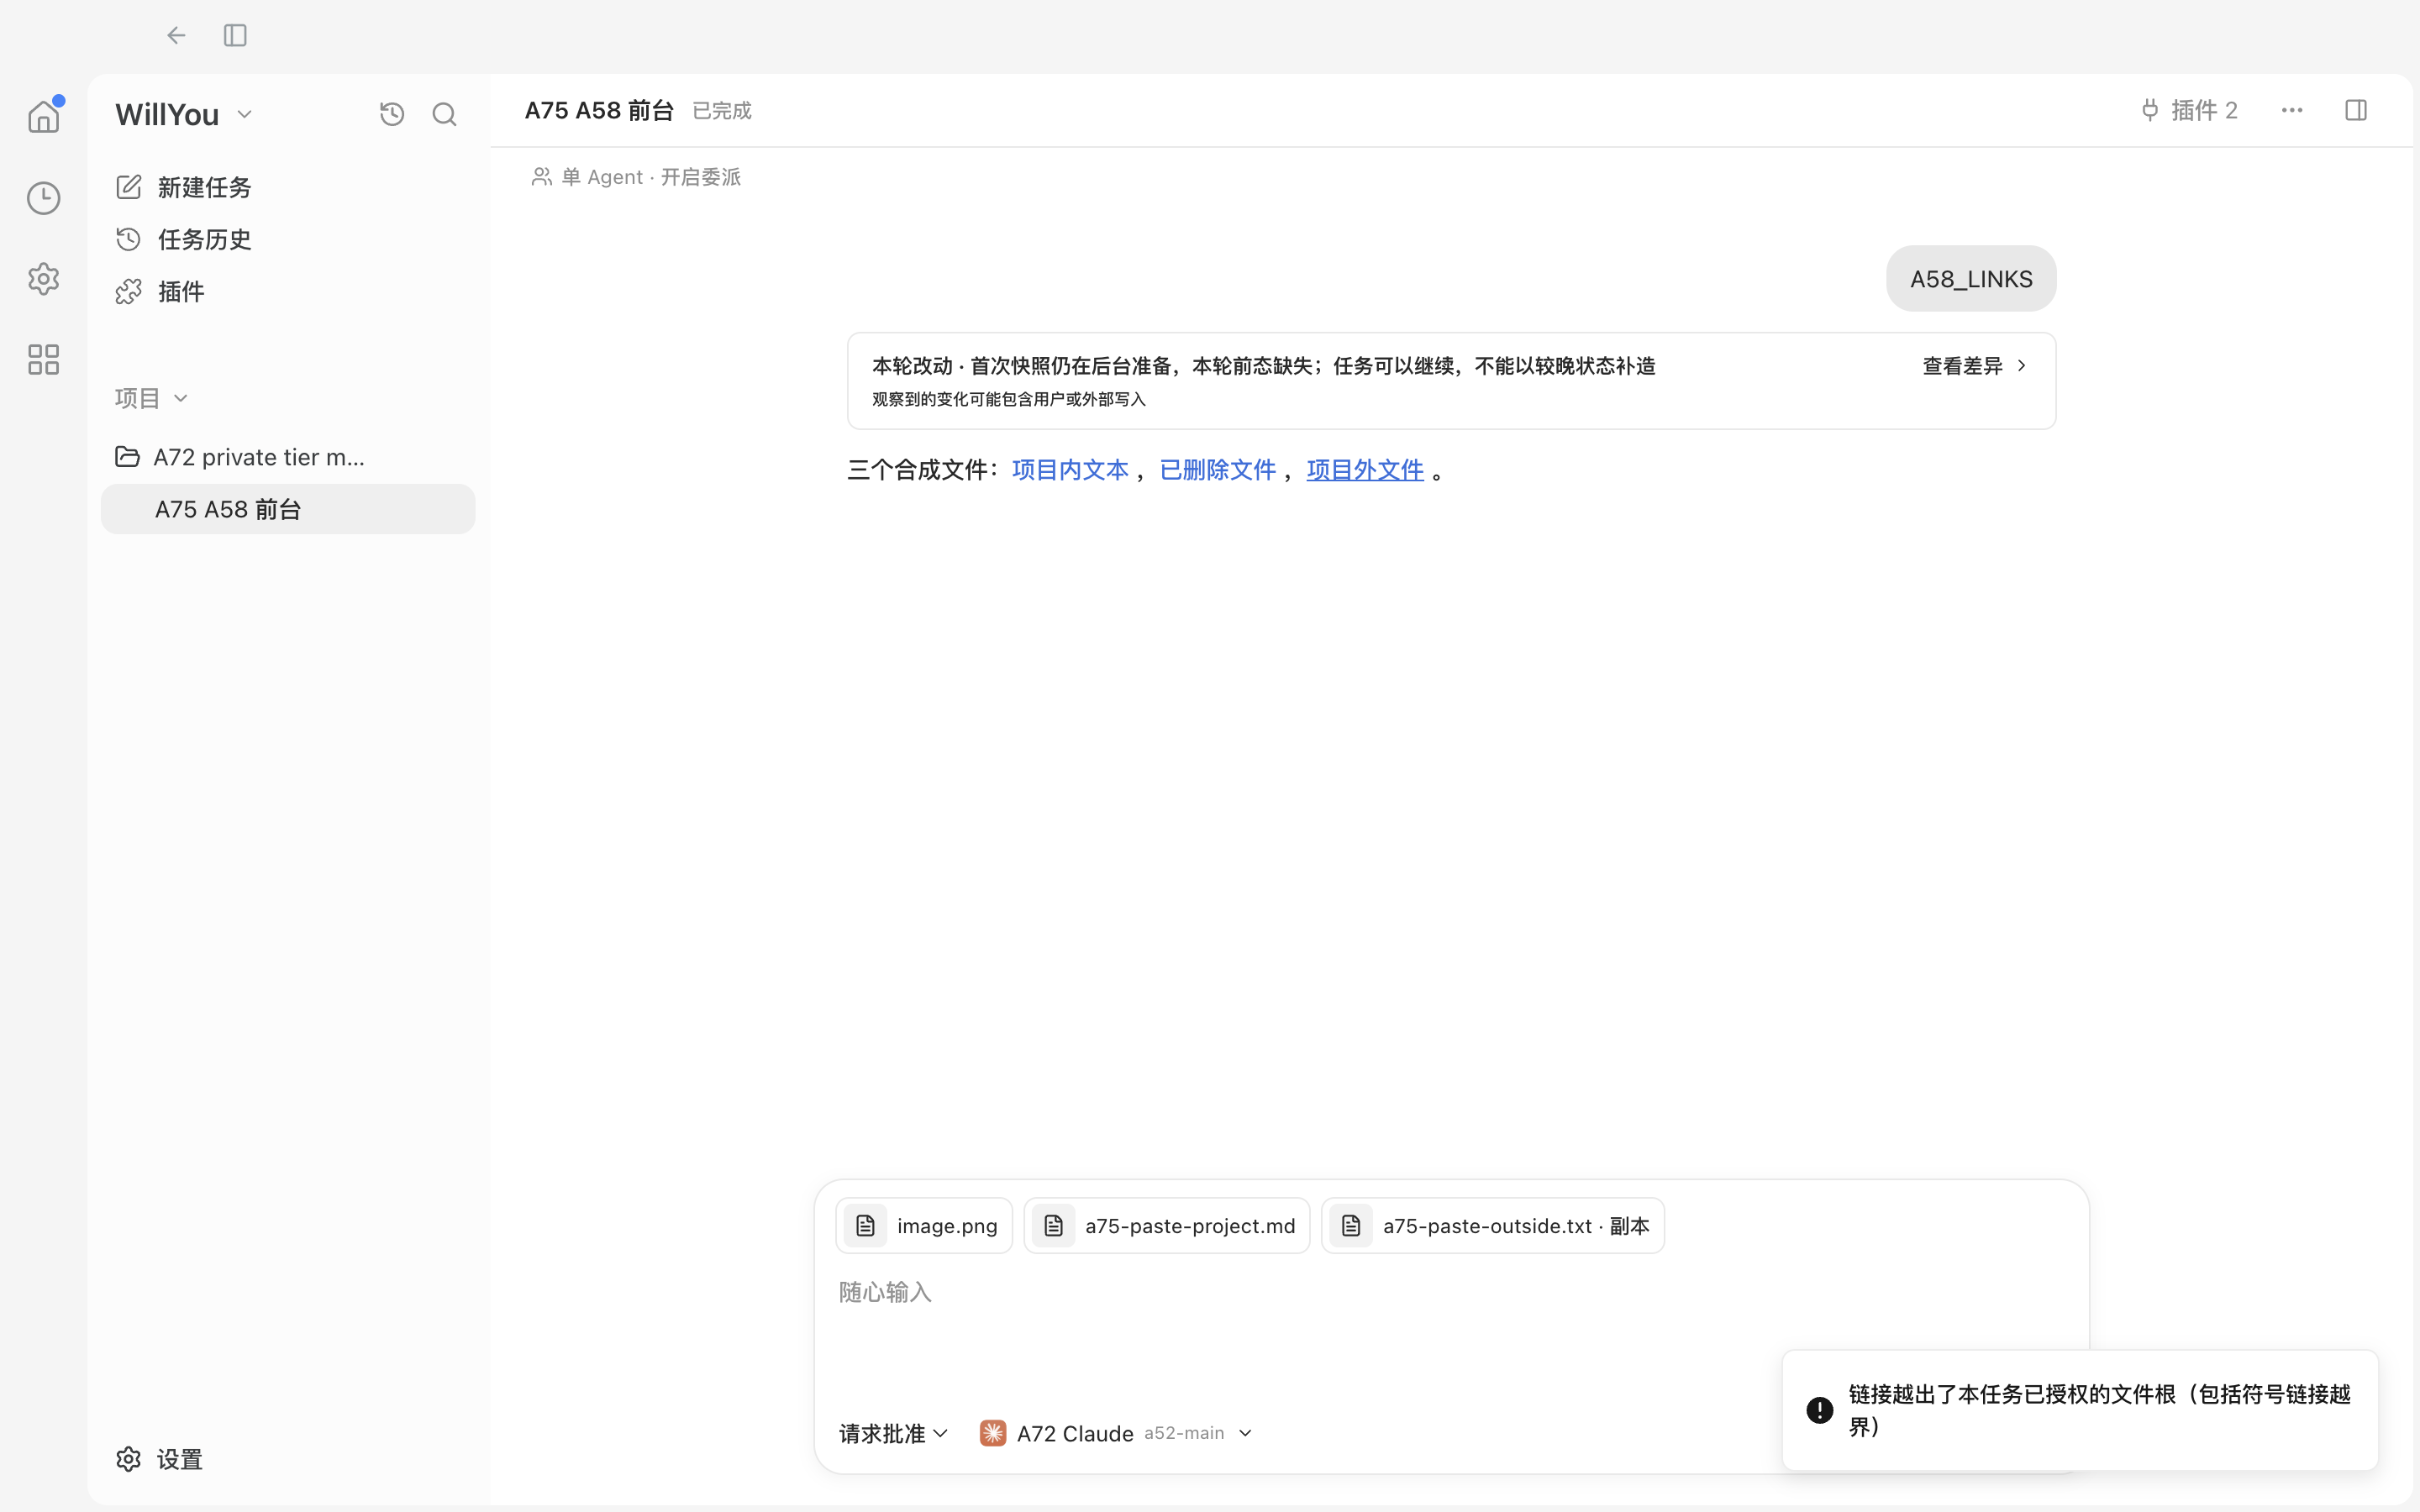 WillYou
新建任务
任务历史
插件
项目
A72 private tier m...
A75 A58 前台
设置
A75 A58 前台 已完成
插件 2
单 Agent · 开启委派
A58_LINKS
本轮改动 · 首次快照仍在后台准备，本轮前态缺失；任务可以继续，不能以较晚状态补造
查看差异
观察到的变化可能包含用户或外部写入
三个合成文件：项目内文本 ，已删除文件 ，项目外文件 。
image.png
a75-paste-project.md
a75-paste-outside.txt · 副本
随心输入
请求批准
A72 Claude a52-main
链接越出了本任务已授权的文件根（包括符号链接越
界）